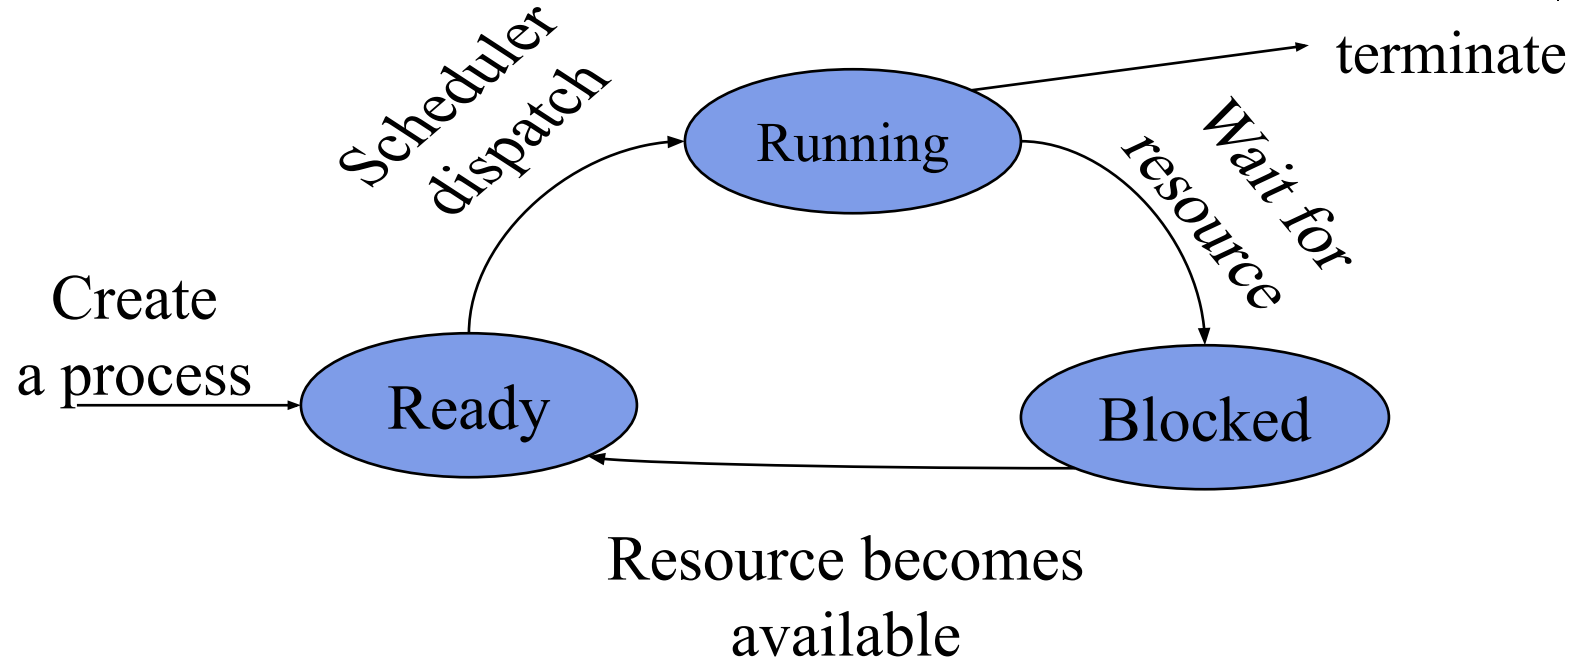 Scheduler
dispatch
terminate
Running
Wait for
resource
Create
a process
Ready
Blocked
Resource becomes
available